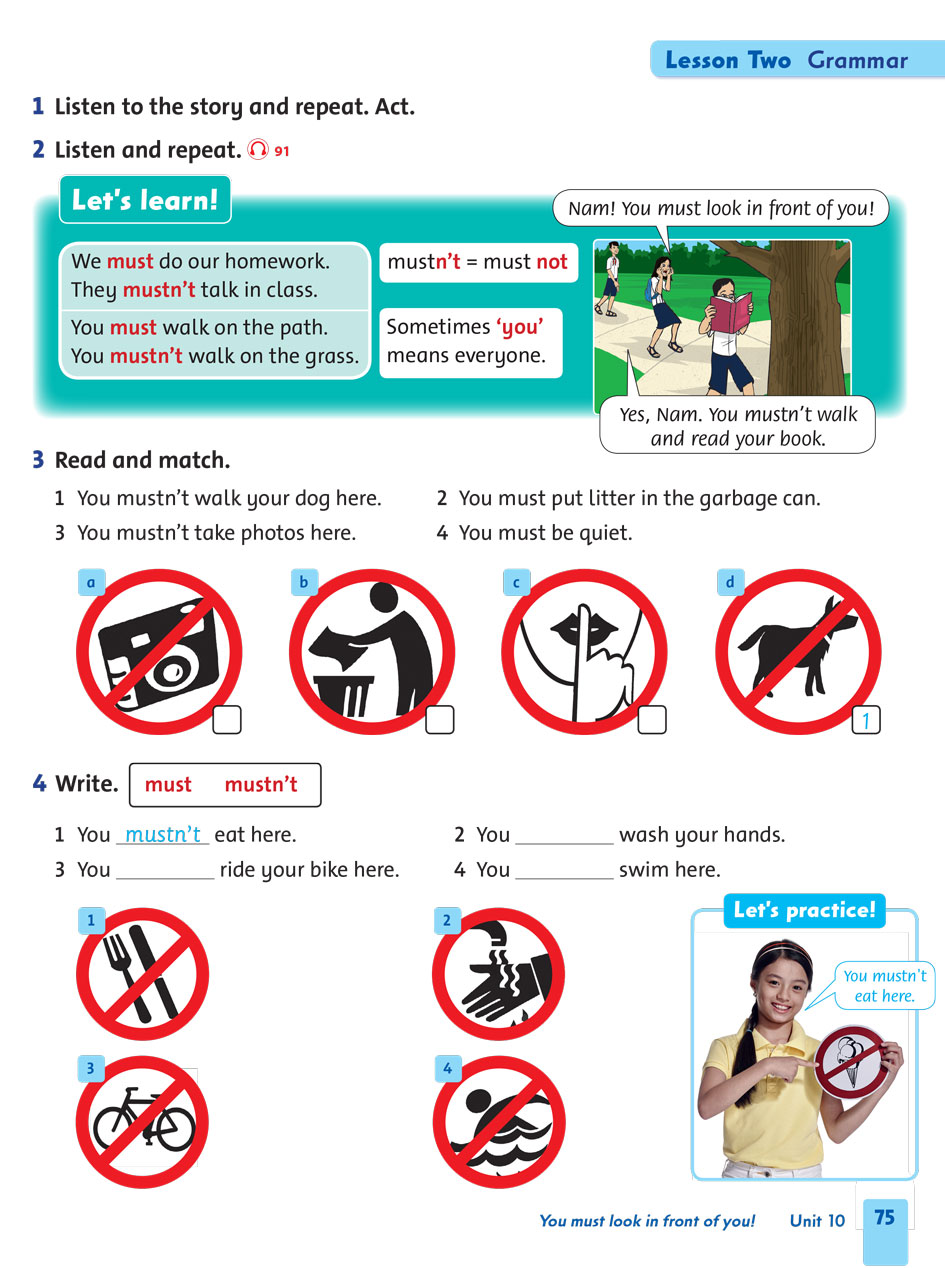 Lesson Two Grammar
1 Listen to the story and repeat. Act.
2 Listen and repeat. 91
Let's learn!
Nam! You must look in front of you!
We must do our homework.
They mustn't talk in class.
mustn't = must not
You must walk on the path.
You mustn't walk on the grass.
Sometimes 'you'
means everyone.
Yes, Nam. You mustn't walk
and read your book.
3 Read and match.
1 You mustn't walk your dog here.
2 You must put litter in the garbage can.
3 You mustn't take photos here.
4 You must be quiet.
a
b
c
d
1
4 Write. must mustn't
1 You mustn't eat here.
2 You __________ wash your hands.
3 You __________ ride your bike here.
4 You __________ swim here.
1
2
3
4
Let's practice!
You mustn't
eat here.
You must look in front of you! Unit 10 75